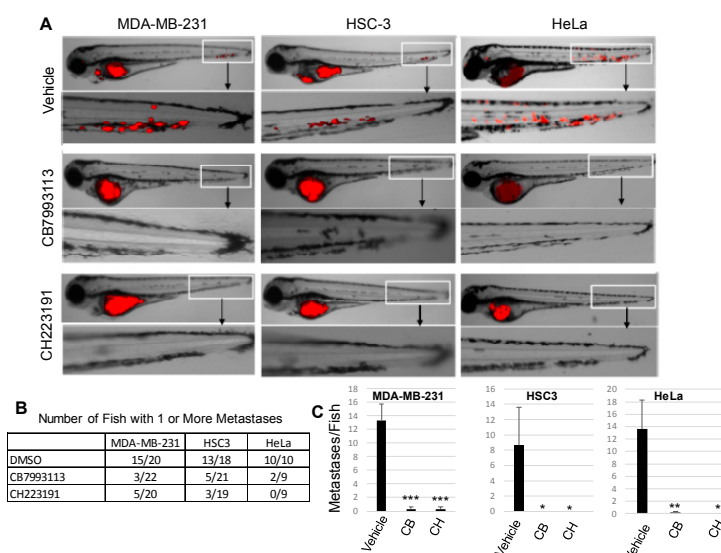 A
MDA-MB-231 HSC-3 HeLa
Vehicle
CB7993113
CH223191
B
Number of Fish with 1 or More Metastases
MDA-MB-231 HSC3 HeLa
DMSO 15/20 13/18 10/10
CB7993113 3/22 5/21 2/9
CH223191 5/20 3/19 0/9
C
Metastases/Fish
MDA-MB-231
18
16
14
12
10
8
6
4
2
0
*** ***
Vehicle CB CH
HSC3
16
14
12
10
8
6
4
2
0
* *
Vehicle CB CH
HeLa
20
18
16
14
12
10
8
6
4
2
0
** *
Vehicle CB CH